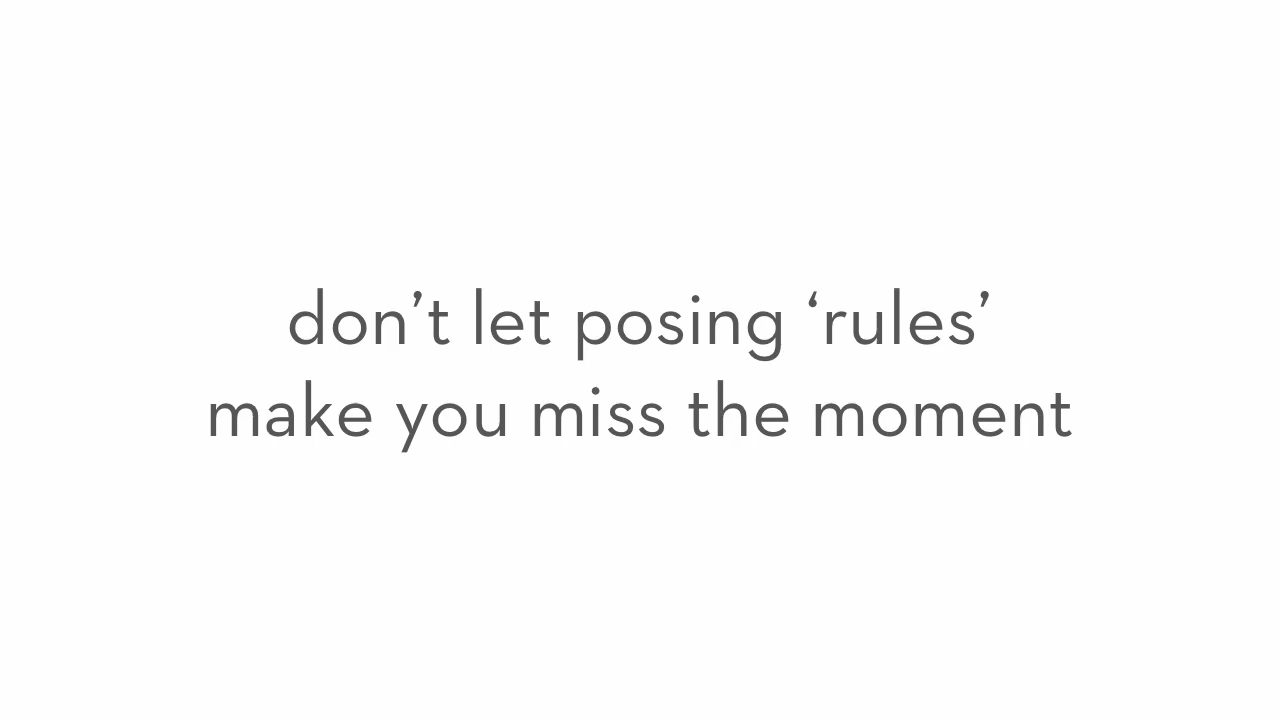 don’t let posing ‘rules’
make you miss the moment